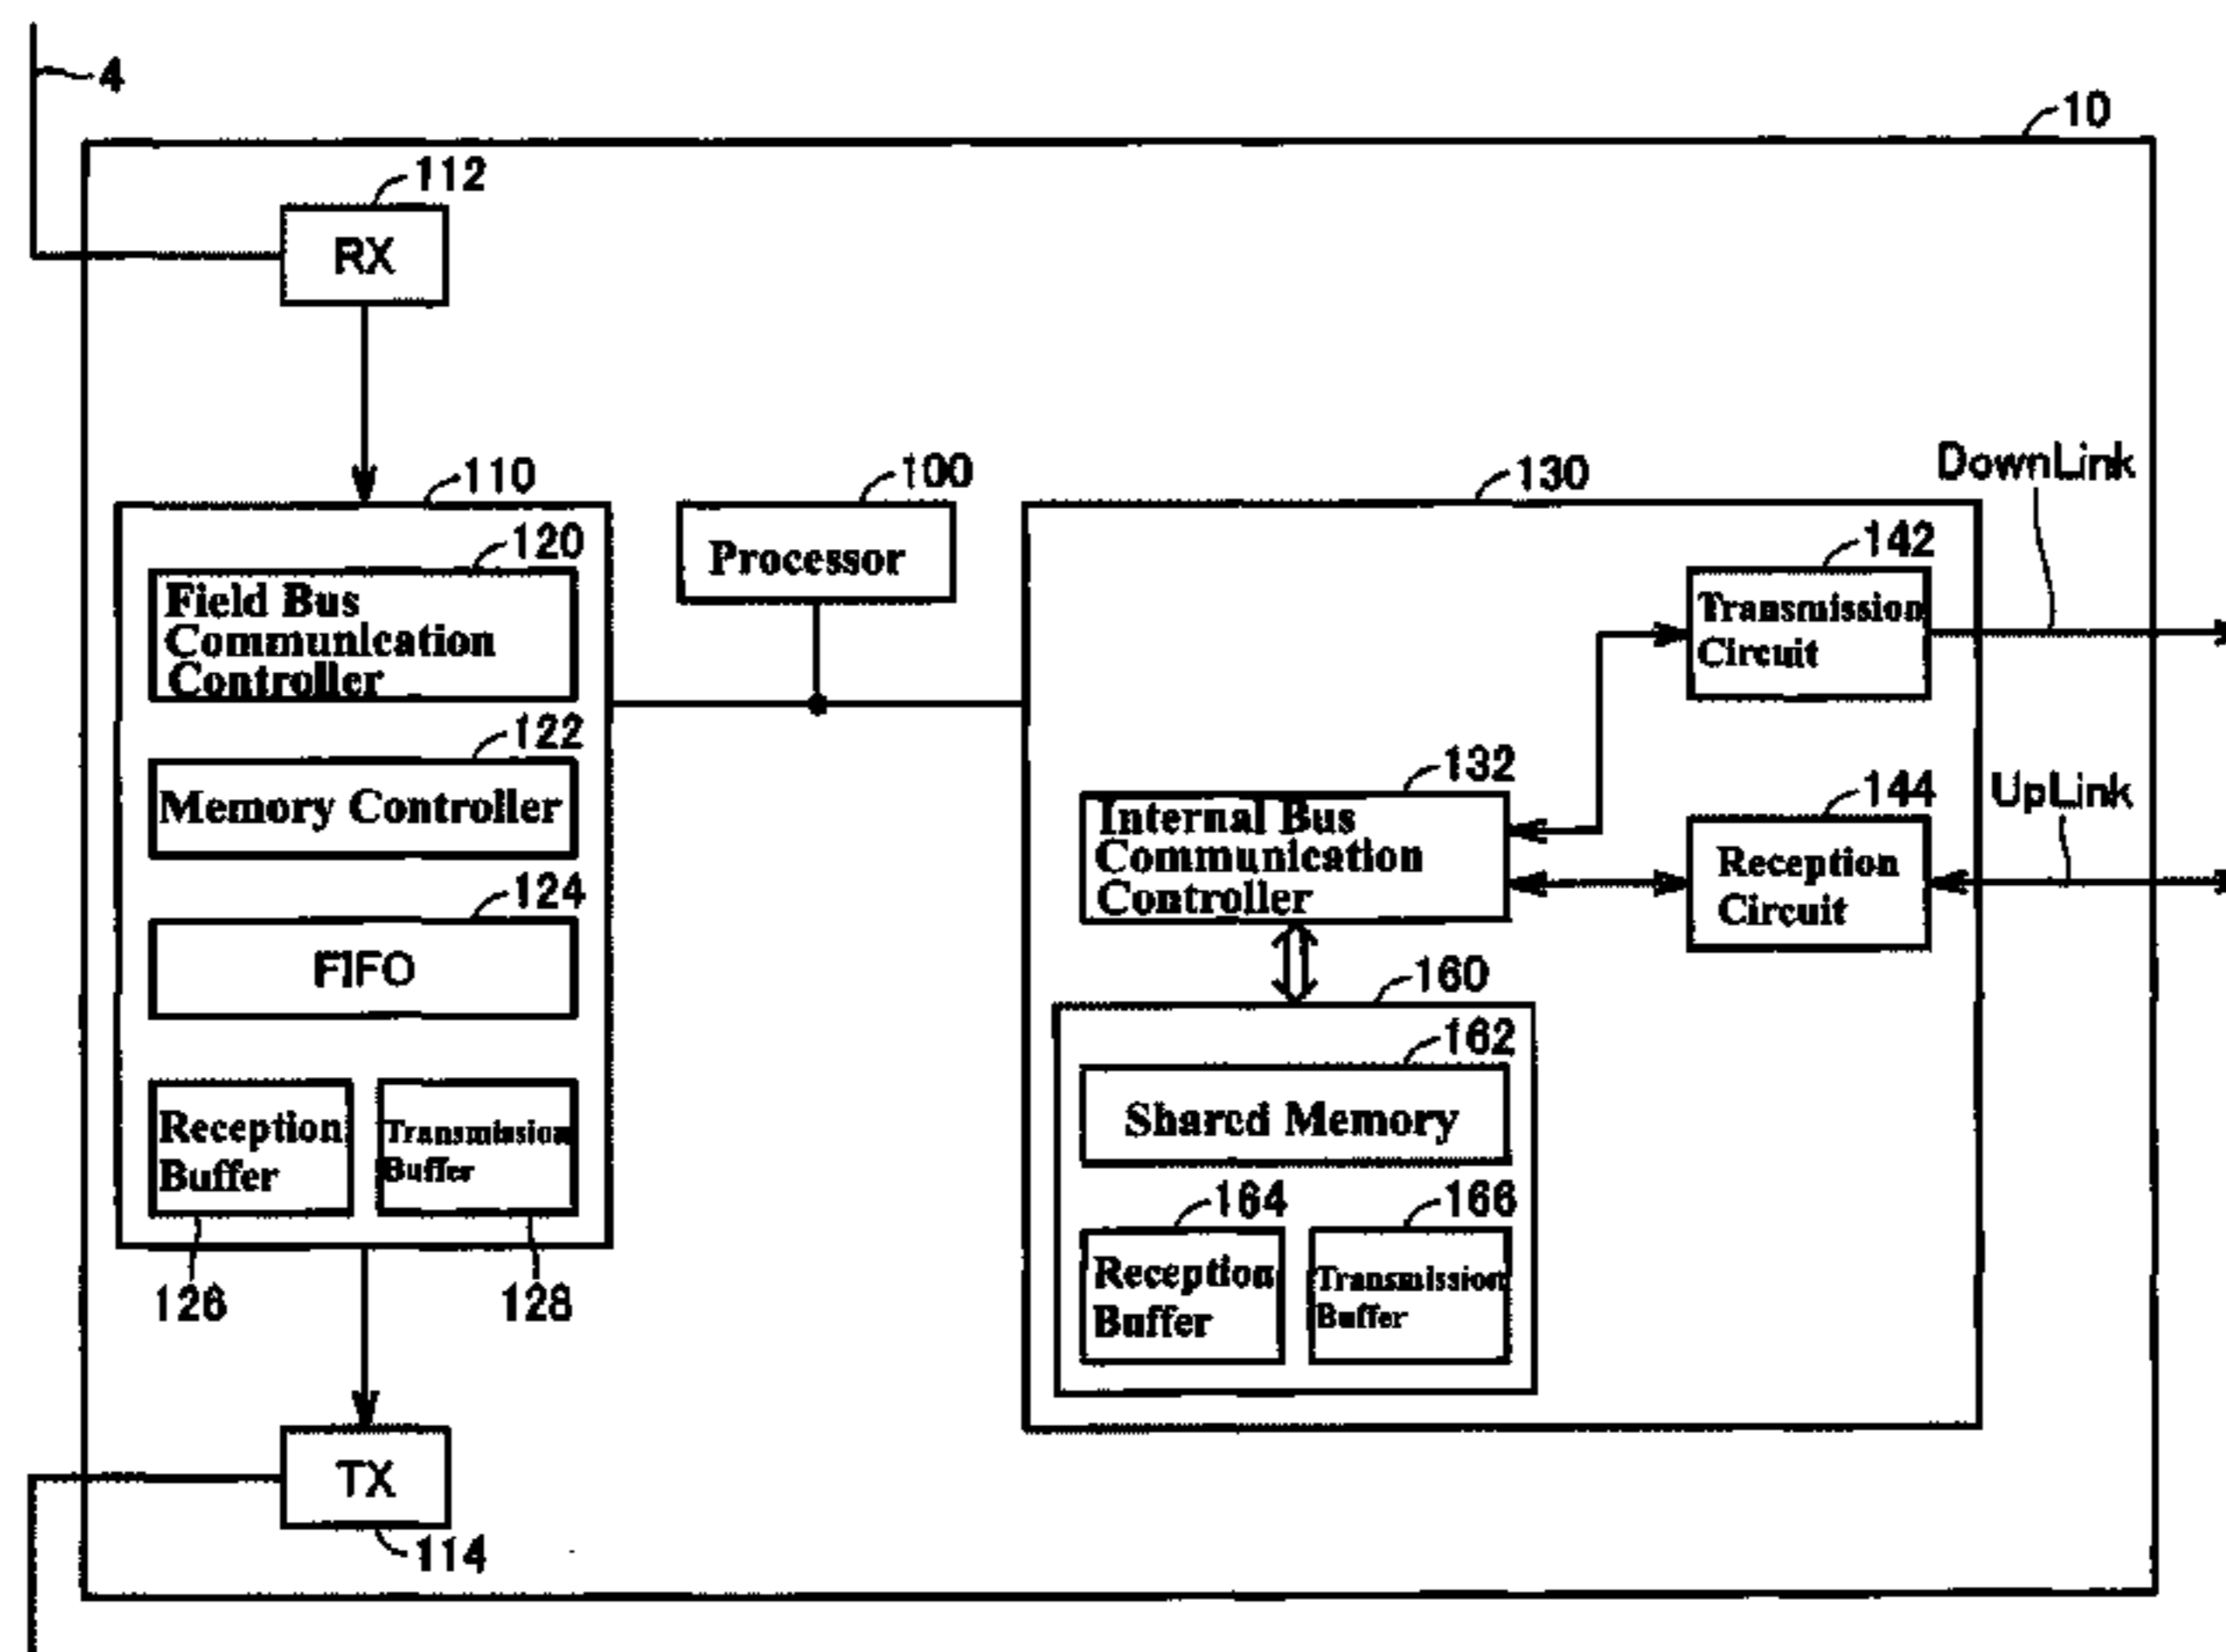 4
10
112
RX
110
120
Field Bus
Communication
Controller
122
Memory Controller
124
FIFO
Reception
Buffer
Transmission
Buffer
126
128
TX
114
100
Processor
130
142
Transmission
Circuit
DownLink
132
Internal Bus
Communication
Controller
144
Reception
Circuit
UpLink
160
162
Shared Memory
164
Reception
Buffer
166
Transmission
Buffer